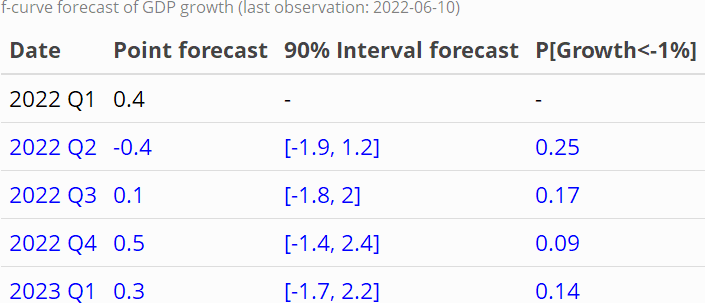 f-curve forecast of GDP growth (last observation: 2022-06-10)
Date Point forecast 90% Interval forecast P[Growth<-1%]
2022 Q1 0.4 - -
2022 Q2 -0.4 [-1.9, 1.2] 0.25
2022 Q3 0.1 [-1.8, 2] 0.17
2022 Q4 0.5 [-1.4, 2.4] 0.09
2023 Q1 0.3 [-1.7, 2.2] 0.14